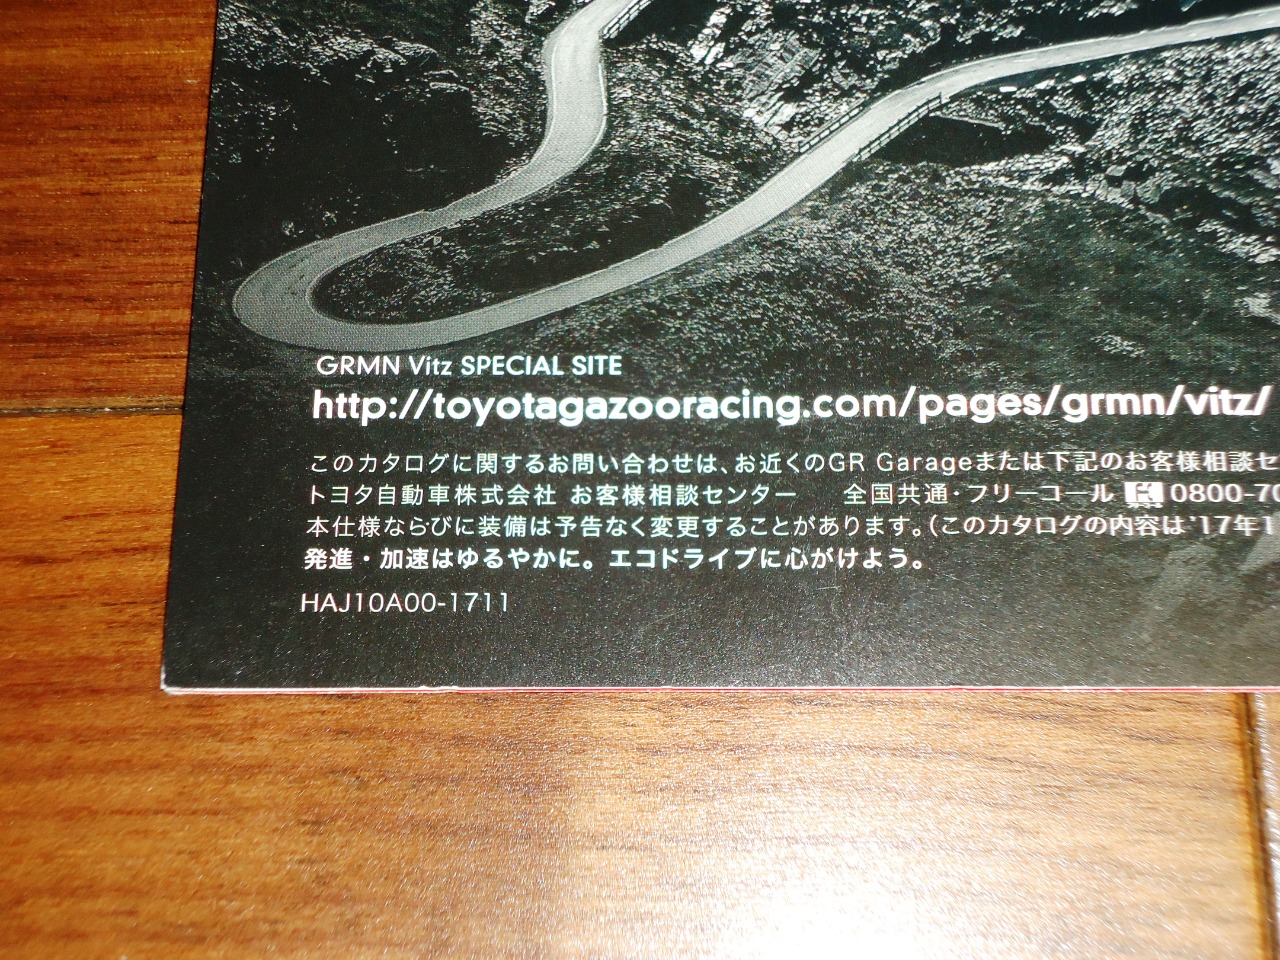 GRMN Vitz SPECIAL SITE
http://toyotagazooracing.com/pages/grmn/vitz/
このカタログに関するお問い合わせは、お近くのGR Garageまたは下記のお客様相談セ
トヨタ自動車株式会社 お客様相談センター 全国共通・フリーコール 0800-70
本仕様ならびに装備は予告なく変更することがあります。(このカタログの内容は'17年1
発進・加速はゆるやかに。エコドライブに心がけよう。
HAJ10A00-1711